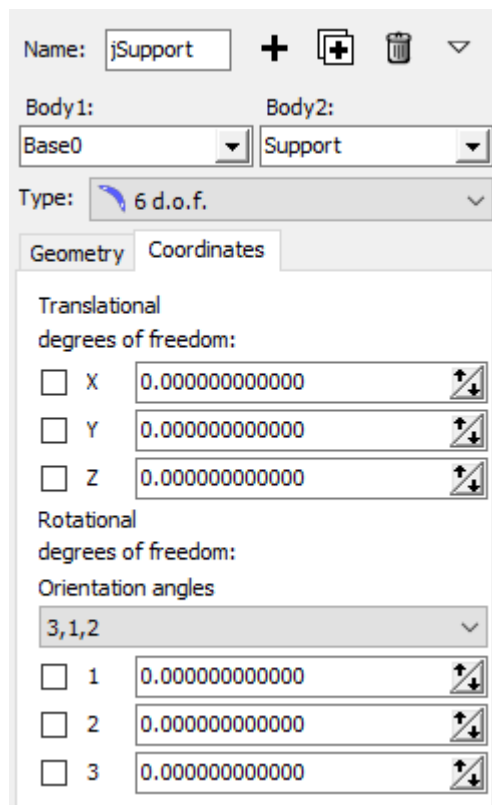 Name: jSupport
Body1: Body2:
Base0 Support
Type: 6 d.o.f.
Geometry Coordinates
Translational
degrees of freedom:
X 0.000000000000
Y 0.000000000000
Z 0.000000000000
Rotational
degrees of freedom:
Orientation angles
3,1,2
1 0.000000000000
2 0.000000000000
3 0.000000000000